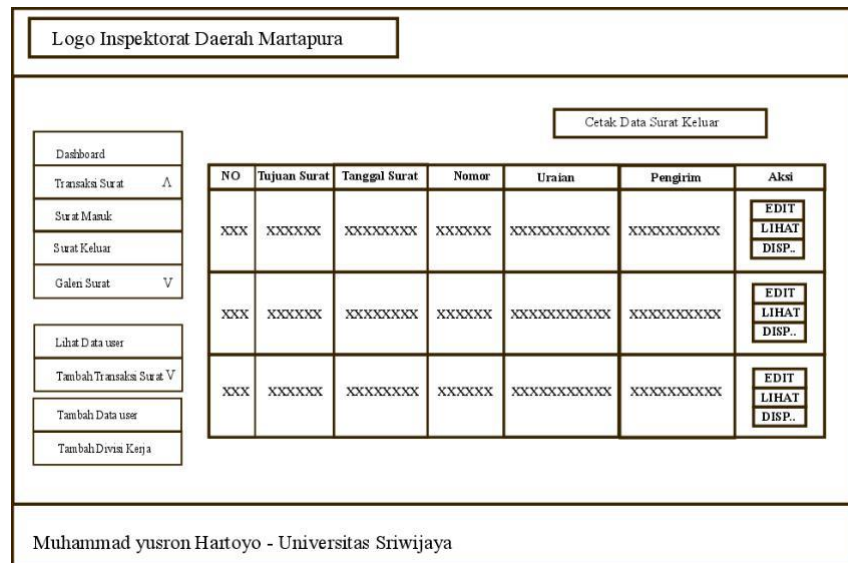 Logo Inspektorat Daerah Martapura
Cetak Data Surat Keluar
Dashboard
Transaksi Surat Λ
Surat Masuk
Surat Keluar
Galeri Surat V
Lihat Data user
Tambah Transaksi Surat V
Tambah Data user
Tambah Divisi Kerja
NO Tujuan Surat Tanggal Surat Nomor Uraian Pengirim Aksi
XXX XXXXXX XXXXXXXX XXXXXX XXXXXXXXXXX XXXXXXXXXX
EDIT
LIHAT
DISP..
XXX XXXXXX XXXXXXXX XXXXXX XXXXXXXXXXX XXXXXXXXXX
EDIT
LIHAT
DISP..
XXX XXXXXX XXXXXXXX XXXXXX XXXXXXXXXXX XXXXXXXXXX
EDIT
LIHAT
DISP..
Muhammad yusron Hartoyo - Universitas Sriwijaya